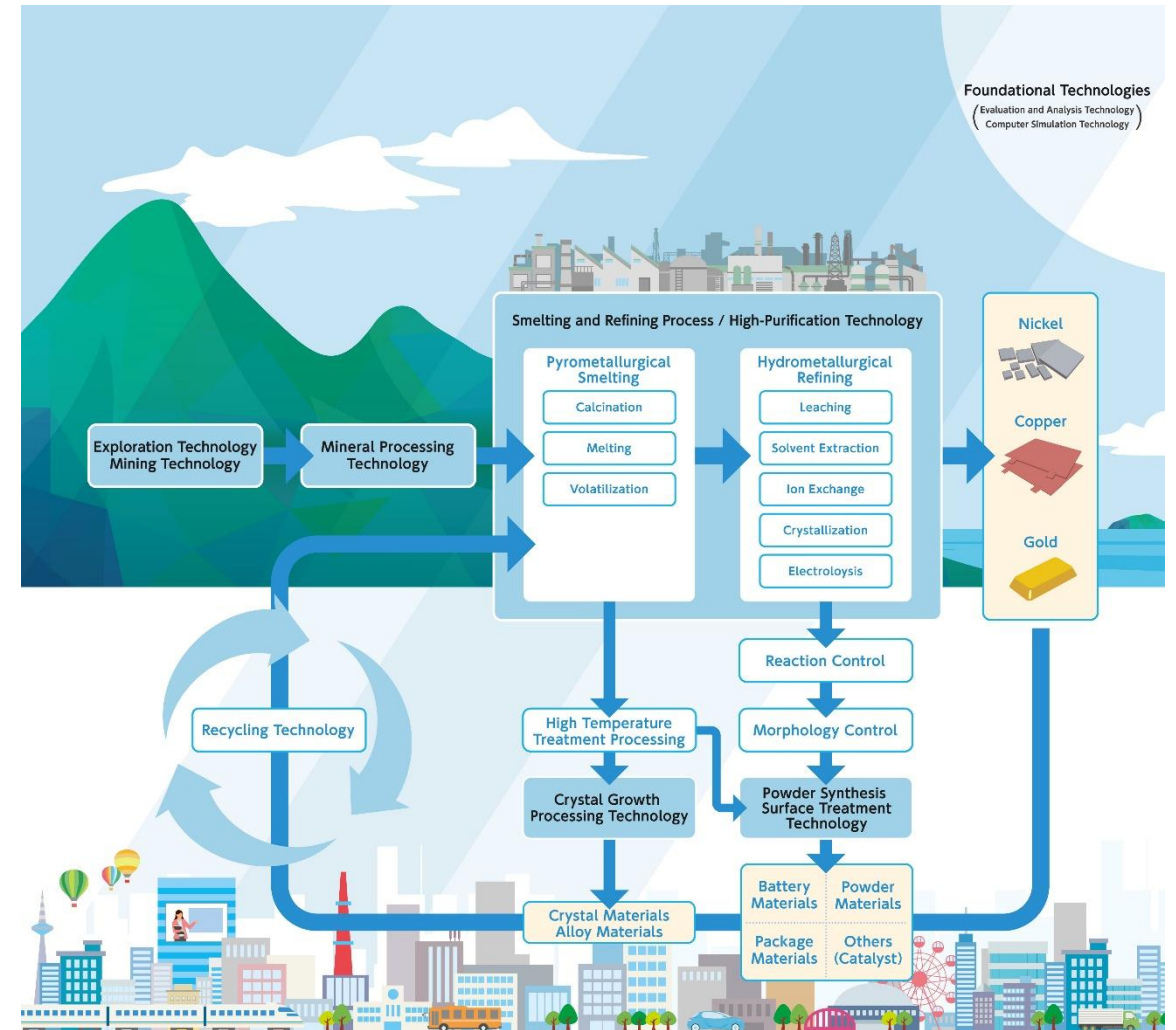 Foundational Technologies
(Evaluation and Analysis Technology
Computer Simulation Technology)
Smelting and Refining Process / High-Purification Technology
Pyrometallurgical
Smelting
Calcination
Melting
Volatilization
Hydrometallurgical
Refining
Leaching
Solvent Extraction
Ion Exchange
Crystallization
Electroloysis
Nickel
Copper
Gold
Exploration Technology
Mining Technology
Mineral Processing
Technology
Reaction Control
Recycling Technology
High Temperature
Treatment Processing
Morphology Control
Crystal Growth
Processing Technology
Powder Synthesis
Surface Treatment
Technology
Crystal Materials
Alloy Materials
Battery
Materials
Powder
Materials
Package
Materials
Others
(Catalyst)